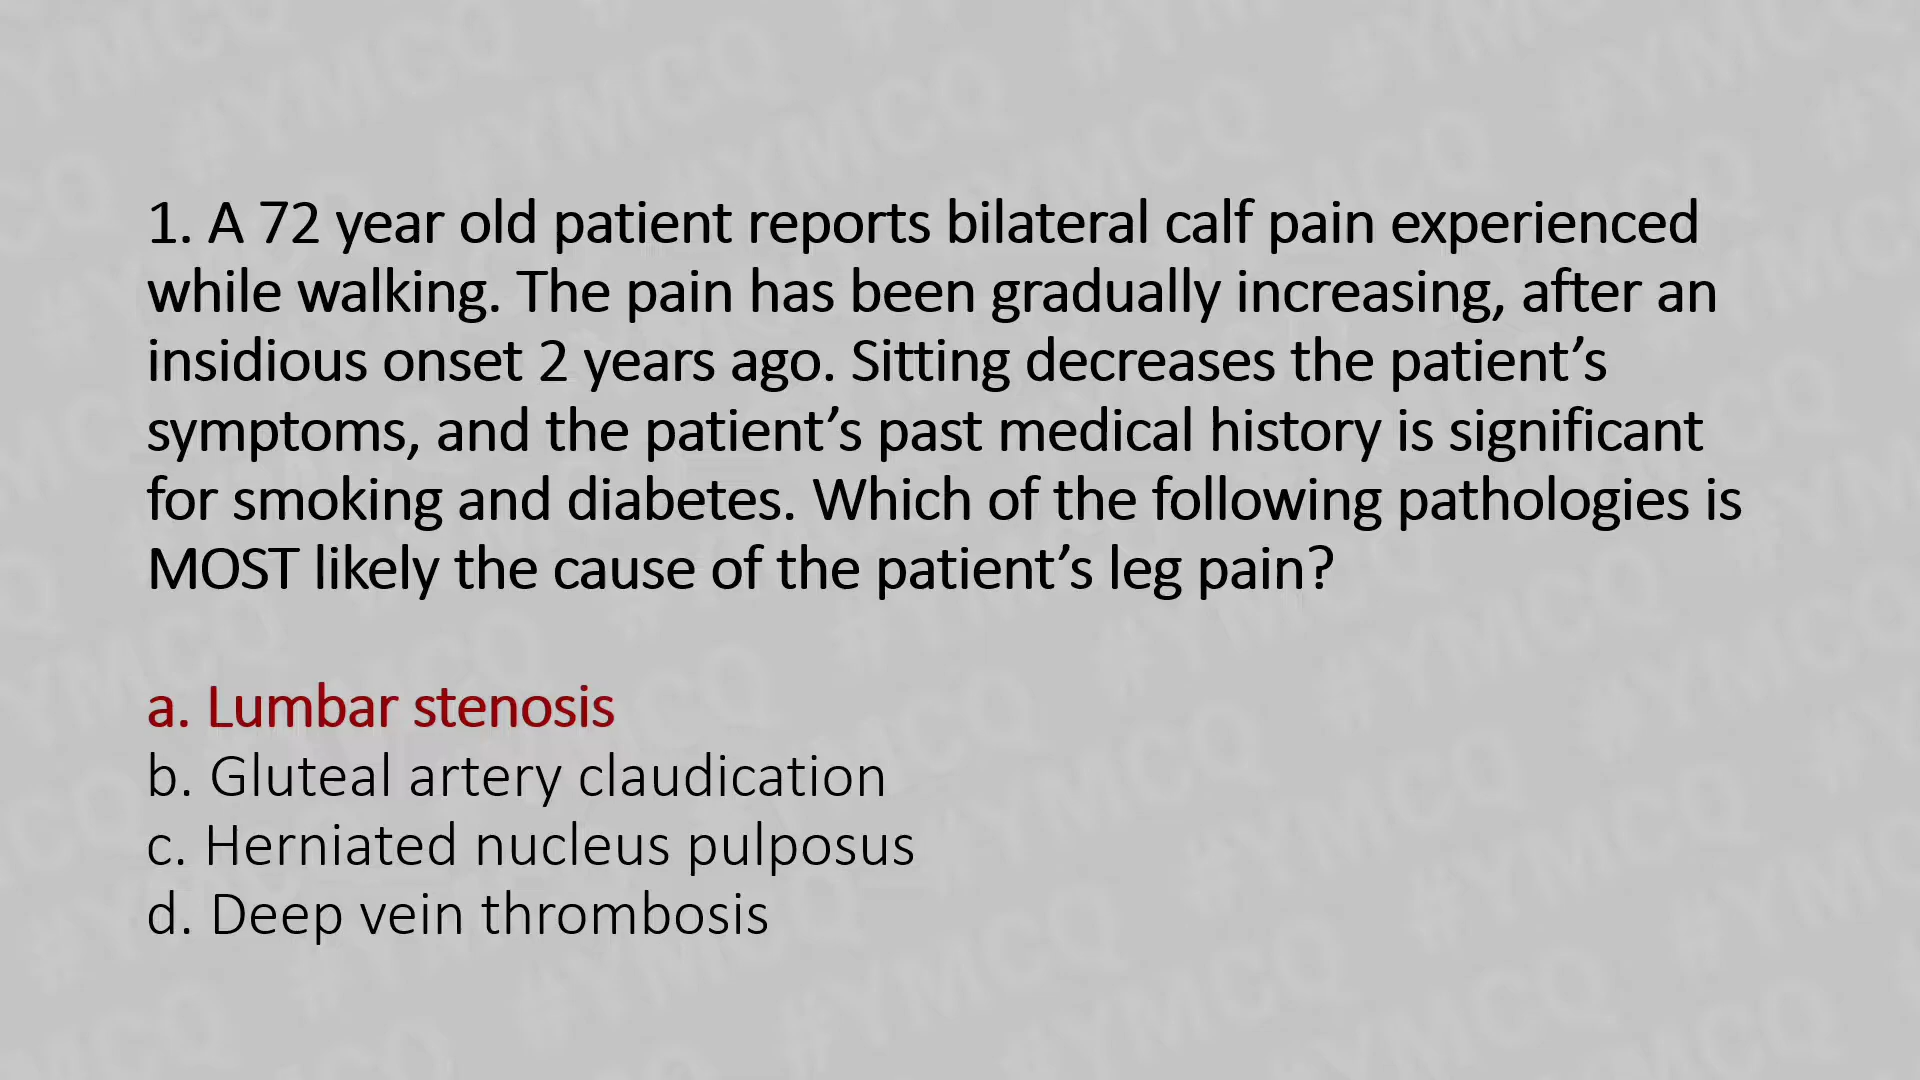 1. A 72 year old patient reports bilateral calf pain experienced
while walking. The pain has been gradually increasing, after an
insidious onset 2 years ago. Sitting decreases the patient’s
symptoms, and the patient’s past medical history is significant
for smoking and diabetes. Which of the following pathologies is
MOST likely the cause of the patient’s leg pain?
a. Lumbar stenosis
b. Gluteal artery claudication
c. Herniated nucleus pulposus
d. Deep vein thrombosis
#YMCQ